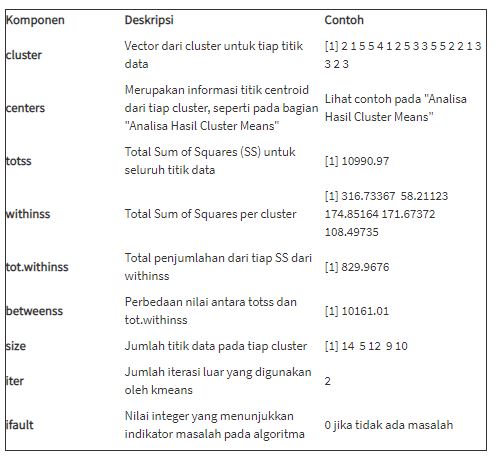 Komponen Deskripsi Contoh
cluster Vector dari cluster untuk tiap titik data [1] 2 1 5 5 4 1 2 5 3 3 5 5 2 2 1 3 3 2 3
centers Merupakan informasi titik centroid dari tiap cluster, seperti pada bagian "Analisa Hasil Cluster Means" Lihat contoh pada "Analisa Hasil Cluster Means"
totss Total Sum of Squares (SS) untuk seluruh titik data [1] 10990.97
withinss Total Sum of Squares per cluster [1] 316.73367 58.21123 174.85164 171.67372 108.49735
tot.withinss Total penjumlahan dari tiap SS dari withinss [1] 829.9676
betweenss Perbedaan nilai antara totss dan tot.withinss [1] 10161.01
size Jumlah titik data pada tiap cluster [1] 14 5 12 9 10
iter Jumlah iterasi luar yang digunakan oleh kmeans 2
ifault Nilai integer yang menunjukkan indikator masalah pada algoritma 0 jika tidak ada masalah